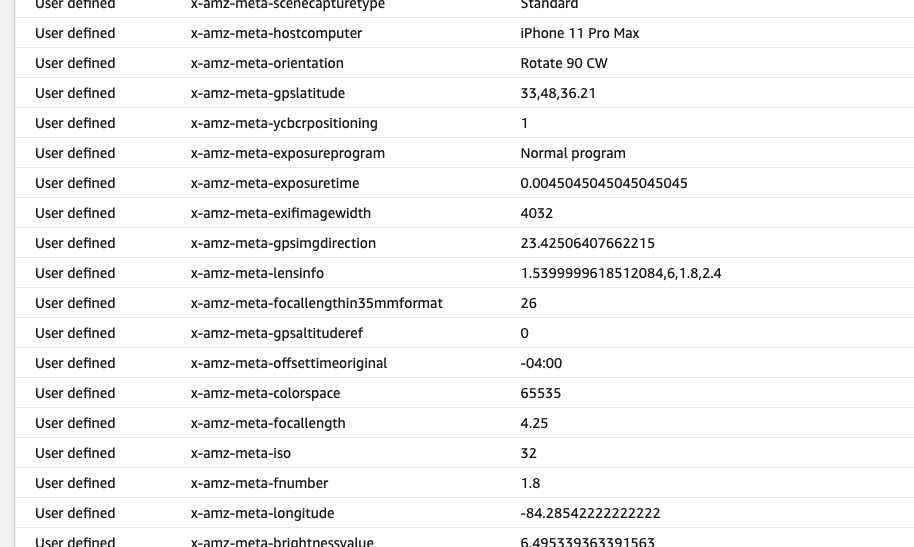 User defined x-amz-meta-scenecapturetype Standard
User defined x-amz-meta-hostcomputer iPhone 11 Pro Max
User defined x-amz-meta-orientation Rotate 90 CW
User defined x-amz-meta-gpslatitude 33,48,36.21
User defined x-amz-meta-ycbcrpositioning 1
User defined x-amz-meta-exposureprogram Normal program
User defined x-amz-meta-exposuretime 0.0045045045045045045
User defined x-amz-meta-exifimagewidth 4032
User defined x-amz-meta-gpsimgdirection 23.42506407662215
User defined x-amz-meta-lensinfo 1.5399999618512084,6,1.8,2.4
User defined x-amz-meta-focallengthin35mmformat 26
User defined x-amz-meta-gpsaltituderef 0
User defined x-amz-meta-offsettimeoriginal -04:00
User defined x-amz-meta-colorspace 65535
User defined x-amz-meta-focallength 4.25
User defined x-amz-meta-iso 32
User defined x-amz-meta-fnumber 1.8
User defined x-amz-meta-longitude -84.28542222222222
User defined x-amz-meta-brightnessvalue 6.495339363391563